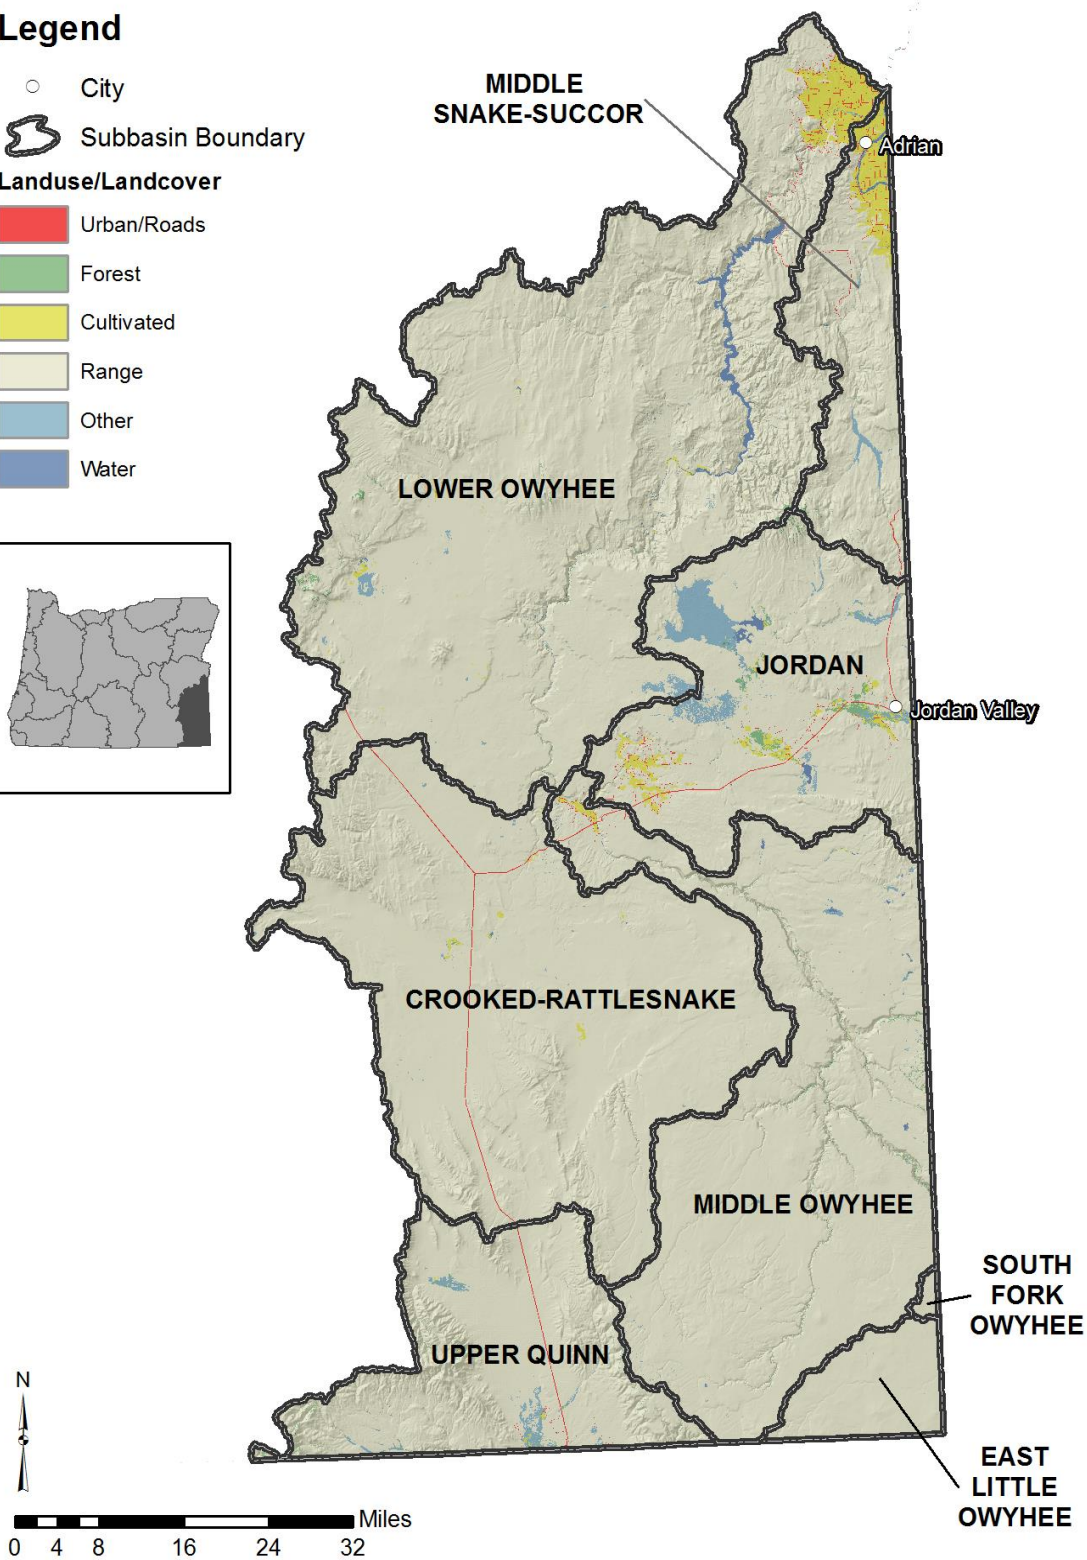 Legend
City
Subbasin Boundary
Landuse/Landcover
Urban/Roads
Forest
Cultivated
Range
Other
Water
MIDDLE
SNAKE-SUCCOR
Adrian
LOWER OWYHEE
JORDAN
Jordan Valley
CROOKED-RATTLESNAKE
MIDDLE OWYHEE
SOUTH
FORK
OWYHEE
UPPER QUINN
EAST
LITTLE
OWYHEE
N
Miles
0 4 8 16 24 32